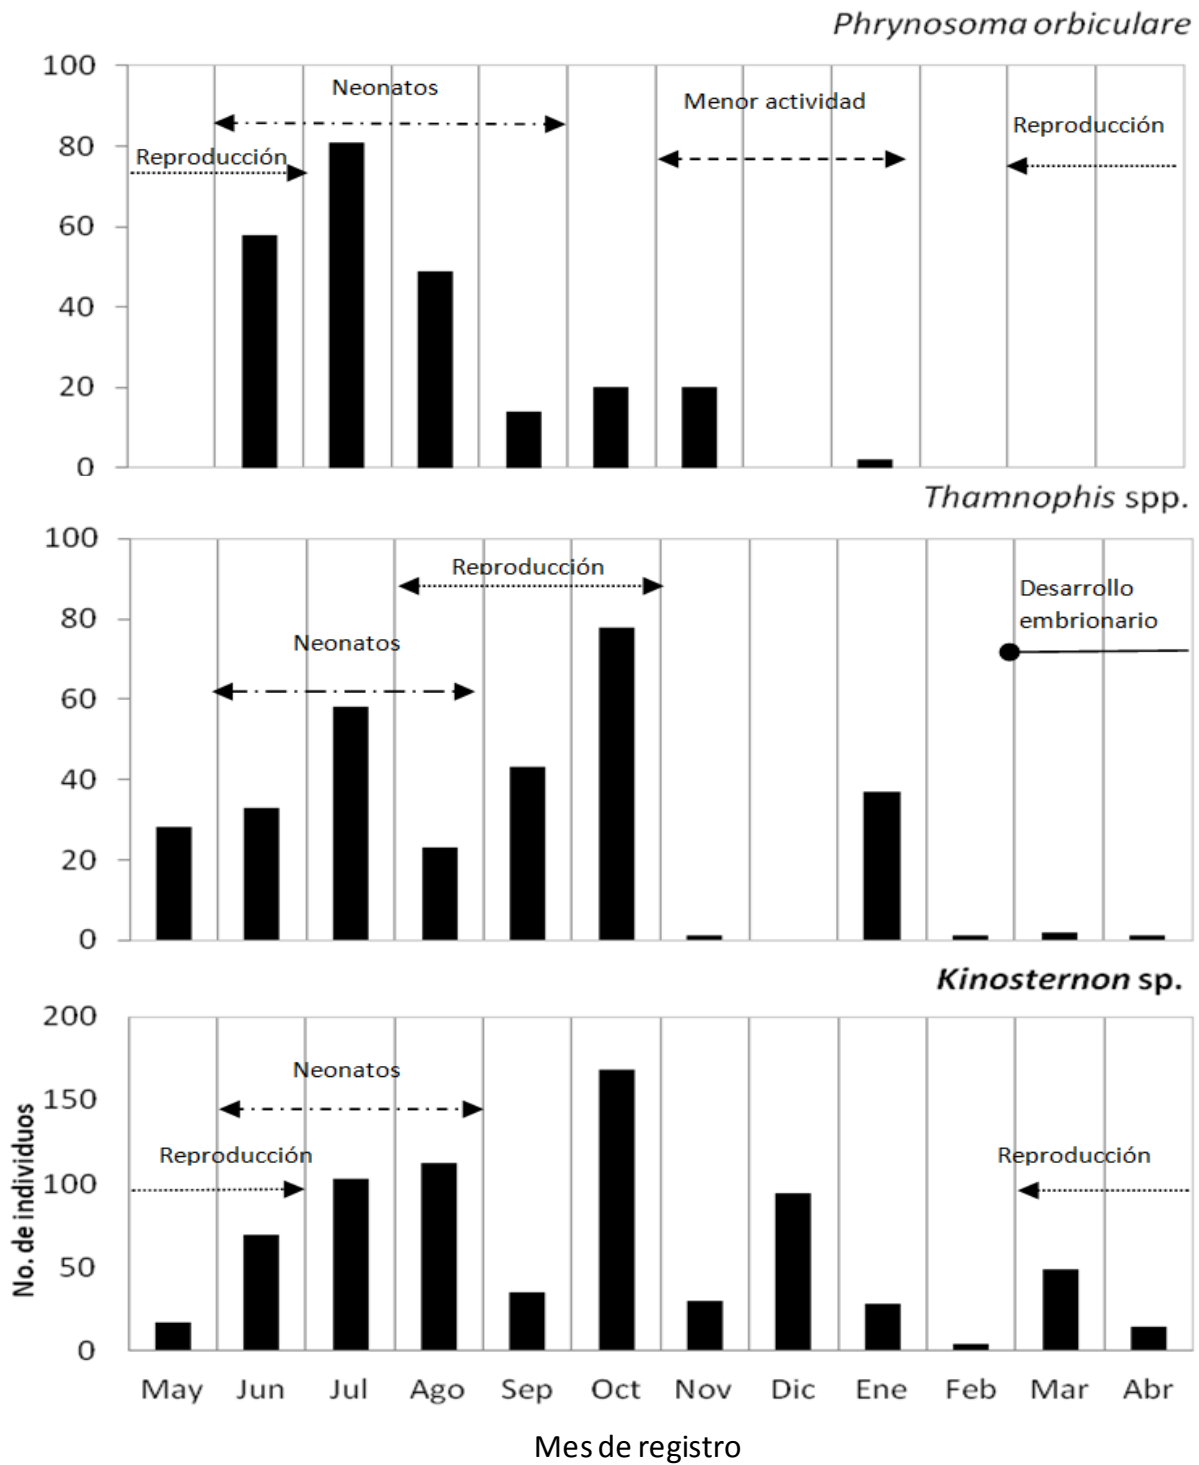 Phrynosoma orbiculare
100
80
60
40
20
0
Neonatos
Menor actividad
Reproducción
Reproducción
Thamnophis spp.
100
80
60
40
20
0
Reproducción
Neonatos
Desarrollo
embrionario
Kinosternon sp.
No. de individuos
200
150
100
50
0
Neonatos
Reproducción
Reproducción
May Jun Jul Ago Sep Oct Nov Dic Ene Feb Mar Abr
Mes de registro